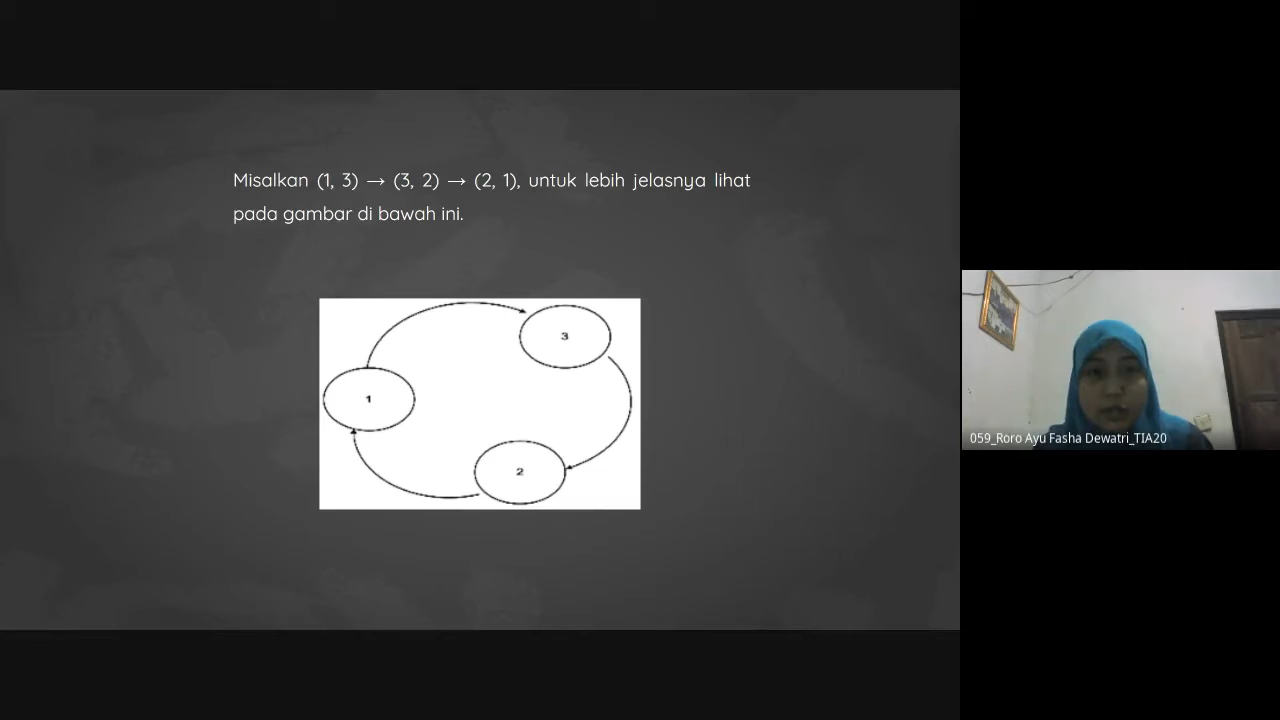 Misalkan (1, 3) → (3, 2) → (2, 1), untuk lebih jelasnya lihat
pada gambar di bawah ini.
3
1
2
059_Roro Ayu Fasha Dewatri_TIA20